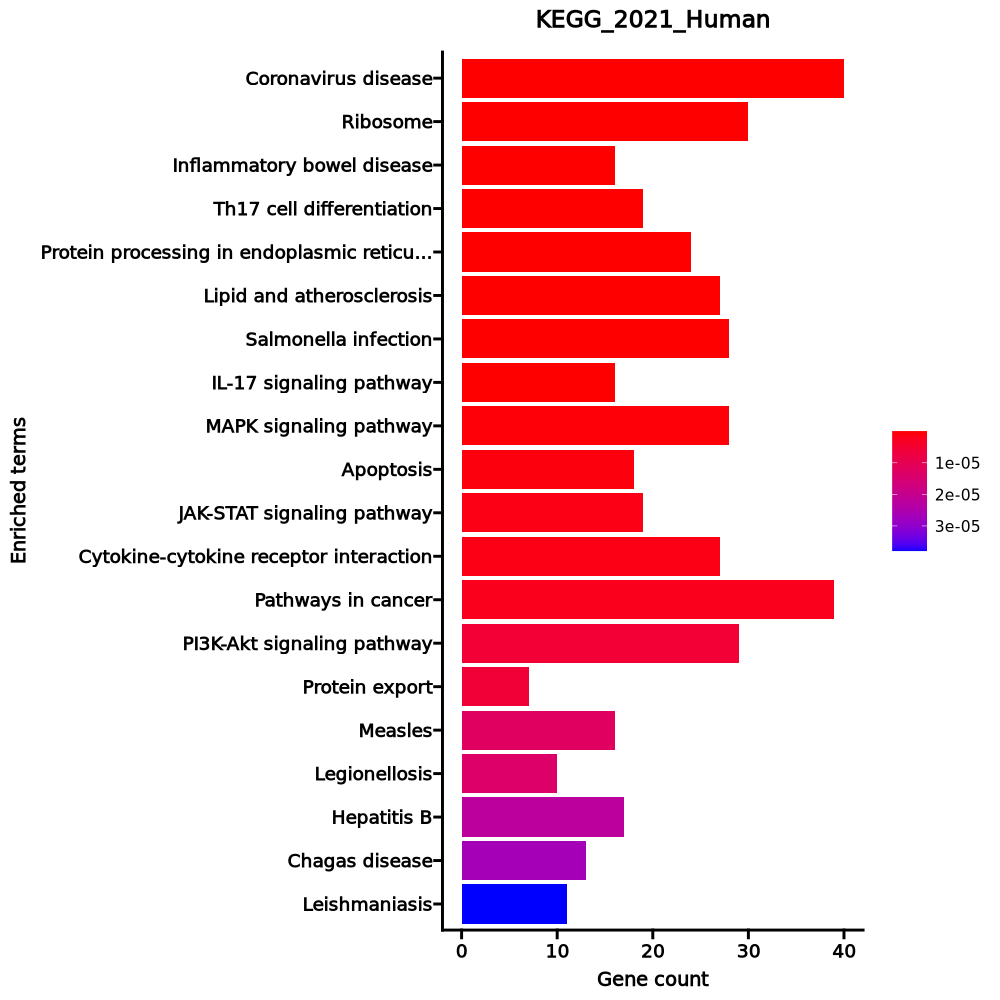 KEGG_2021_Human
Coronavirus disease
Ribosome
Inflammatory bowel disease
Th17 cell differentiation
Protein processing in endoplasmic reticu...
Lipid and atherosclerosis
Salmonella infection
IL-17 signaling pathway
MAPK signaling pathway
Apoptosis
JAK-STAT signaling pathway
Cytokine-cytokine receptor interaction
Pathways in cancer
PI3K-Akt signaling pathway
Protein export
Measles
Legionellosis
Hepatitis B
Chagas disease
Leishmaniasis
Enriched terms
0 10 20 30 40
Gene count
1e-05
2e-05
3e-05